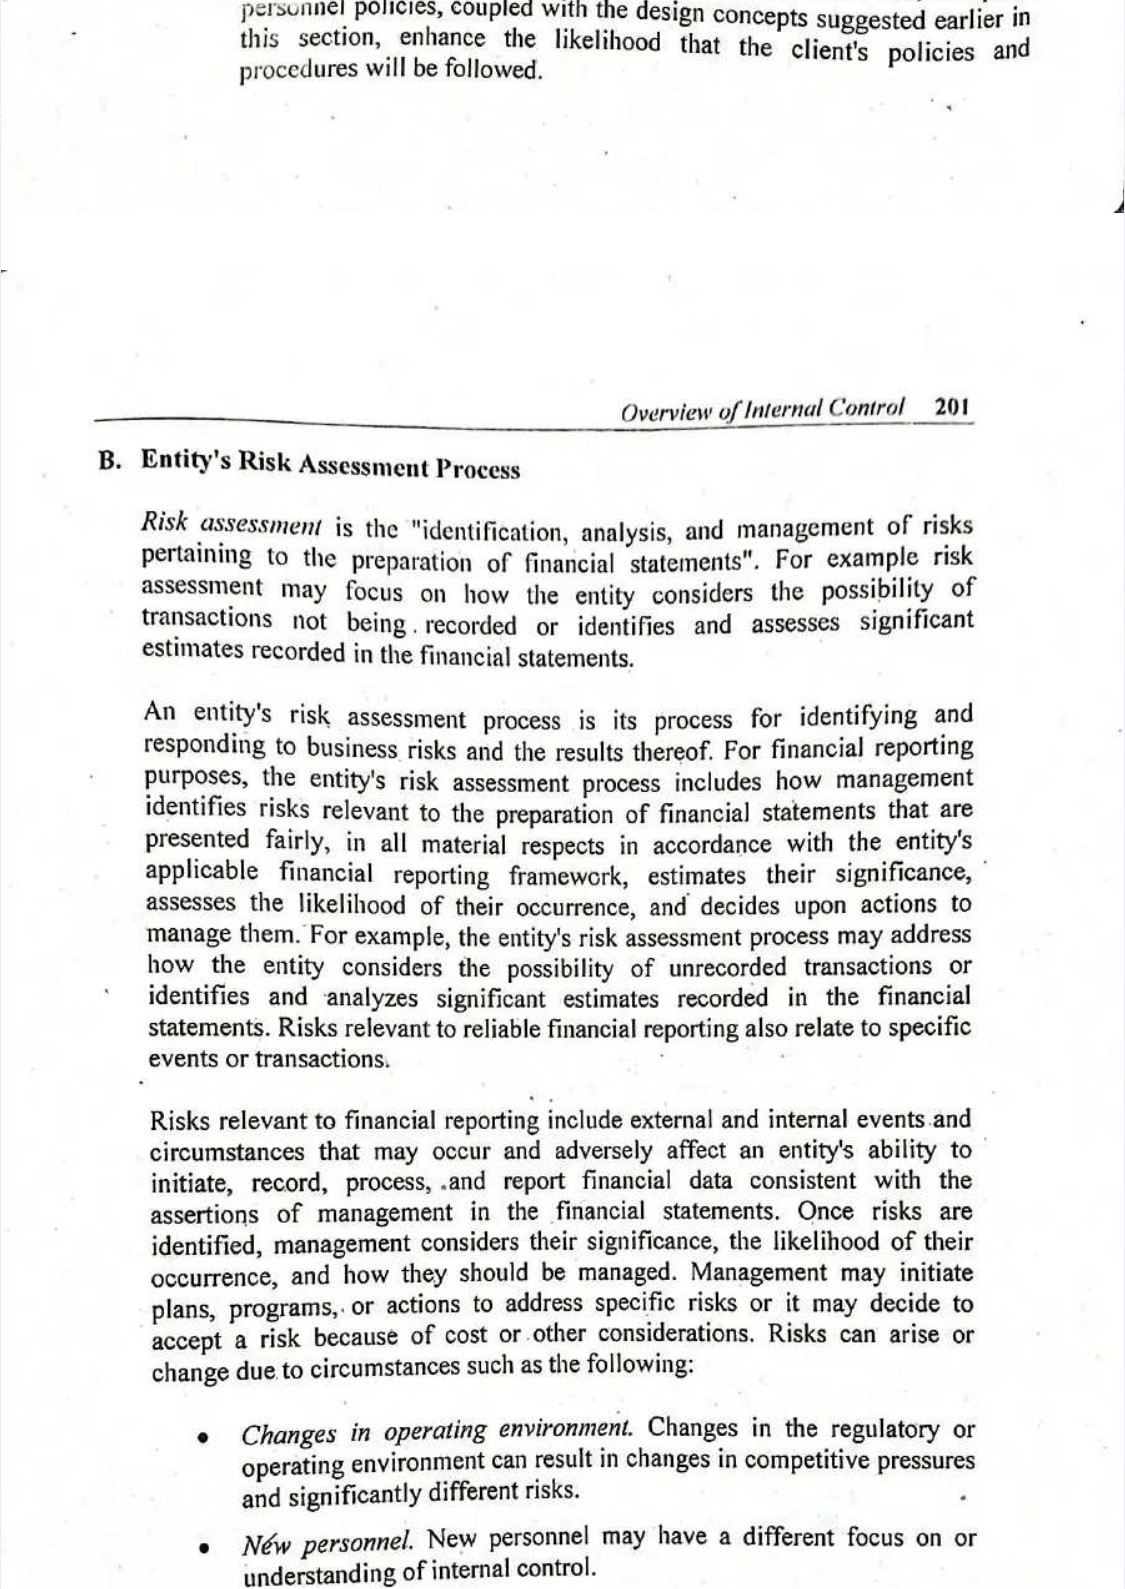 personnel policies, coupled with the design concepts suggested earlier in
this section, enhance the likelihood that the client's policies and
procedures will be followed.
Overview of Internal Control 201
B. Entity's Risk Assessment Process
Risk assessment is the "identification, analysis, and management of risks
pertaining to the preparation of financial statements". For example risk
assessment may focus on how the entity considers the possibility of
transactions not being recorded or identifies and assesses significant
estimates recorded in the financial statements.
An entity's risk assessment process is its process for identifying and
responding to business risks and the results thereof. For financial reporting
purposes, the entity's risk assessment process includes how management
identifies risks relevant to the preparation of financial statements that are
presented fairly, in all material respects in accordance with the entity's
applicable financial reporting framework, estimates their significance,
assesses the likelihood of their occurrence, and decides upon actions to
manage them. For example, the entity's risk assessment process may address
how the entity considers the possibility of unrecorded transactions or
identifies and analyzes significant estimates recorded in the financial
statements. Risks relevant to reliable financial reporting also relate to specific
events or transactions.
Risks relevant to financial reporting include external and internal events and
circumstances that may occur and adversely affect an entity's ability to
initiate, record, process, and report financial data consistent with the
assertions of management in the financial statements. Once risks are
identified, management considers their significance, the likelihood of their
occurrence, and how they should be managed. Management may initiate
plans, programs, or actions to address specific risks or it may decide to
accept a risk because of cost or other considerations. Risks can arise or
change due to circumstances such as the following:
• Changes in operating environment. Changes in the regulatory or
operating environment can result in changes in competitive pressures
and significantly different risks.
• New personnel. New personnel may have a different focus on or
understanding of internal control.